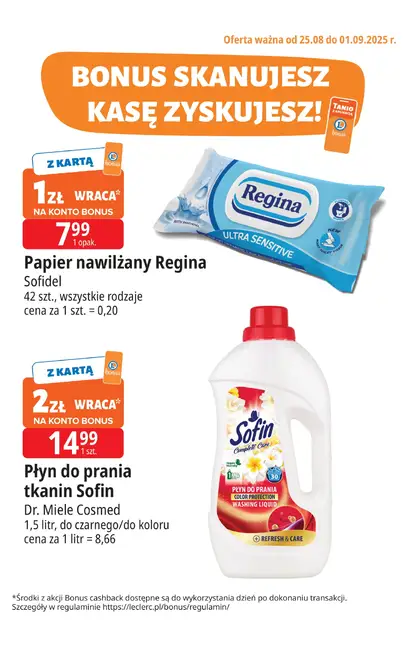 Oferta ważna od 25.08 do 01.09.2025 r.
BONUS SKANUJESZ
KASĘ ZYSKUJESZ!
TANIO
Z KARTĄ
1ZŁ WRACA*
NA KONTO BONUS
7,99
1 opak.
Papier nawilżany Regina
Sofidel
42 szt., wszystkie rodzaje
cena za 1 szt. = 0,20
Regina
ULTRA SENSITIVE
Z KARTĄ
2ZŁ WRACA*
NA KONTO BONUS
14,99
1 szt.
Płyn do prania
tkanin Sofin
Dr. Miele Cosmed
1,5 litr, do czarnego/do koloru
cena za 1 litr = 8,66
Sofin
Complete Care
30
PŁYN DO PRANIA
COLOR PROTECTION
WASHING LIQUID
+ REFRESH & CARE
*Środki z akcji Bonus cashback dostępne są do wykorzystania dzień po dokonaniu transakcji.
Szczegóły w regulaminie https://leclerc.pl/bonus/regulamin/